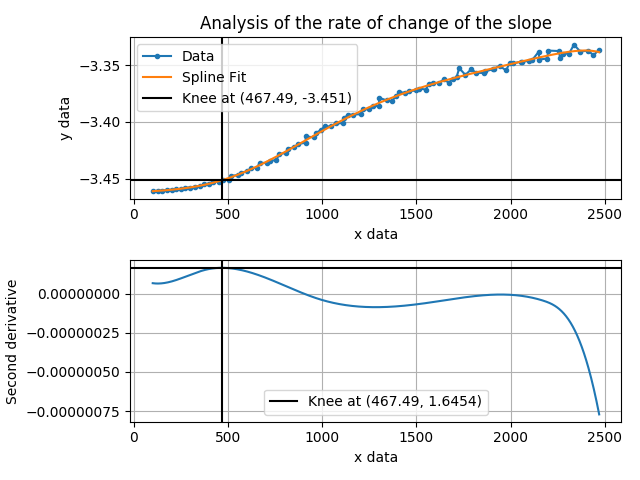 Analysis of the rate of change of the slope
Data
Spline Fit
Knee at (467.49, -3.451)
y data
−3.35
−3.40
−3.45
0 500 1000 1500 2000 2500
x data
Second derivative
0.00000000
−0.00000025
−0.00000050
−0.00000075
Knee at (467.49, 1.6454)
0 500 1000 1500 2000 2500
x data